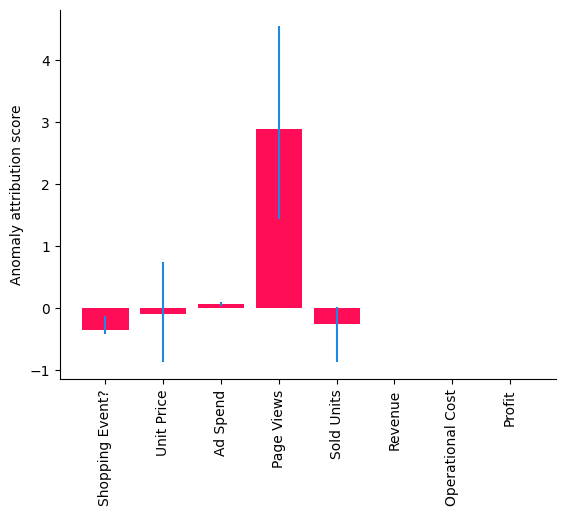 Anomaly attribution score
4
3
2
1
0
−1
Shopping Event?
Unit Price
Ad Spend
Page Views
Sold Units
Revenue
Operational Cost
Profit